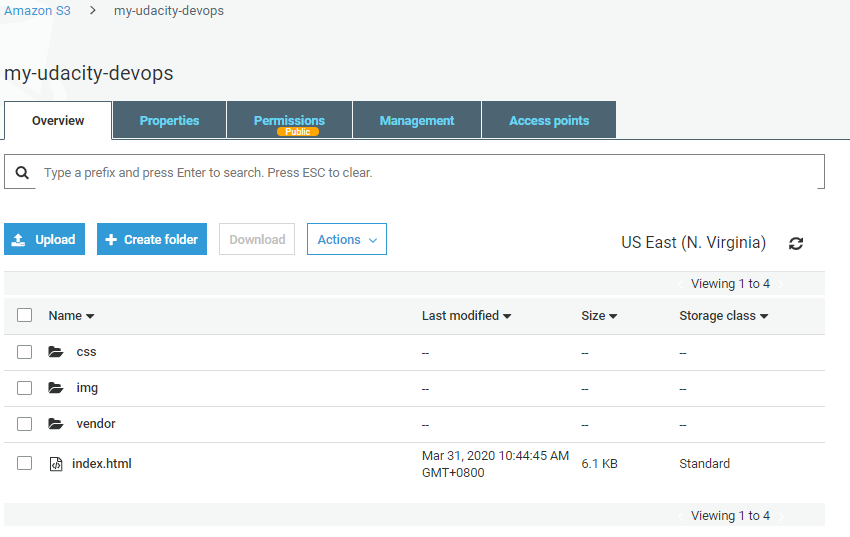 Amazon S3 > my-udacity-devops
my-udacity-devops
Overview Properties Permissions Management Access points
Public
Type a prefix and press Enter to search. Press ESC to clear.
Upload Create folder Download Actions US East (N. Virginia)
Viewing 1 to 4
Name Last modified Size Storage class
css -- -- --
img -- -- --
vendor -- -- --
index.html Mar 31, 2020 10:44:45 AM GMT+0800 6.1 KB Standard
Viewing 1 to 4